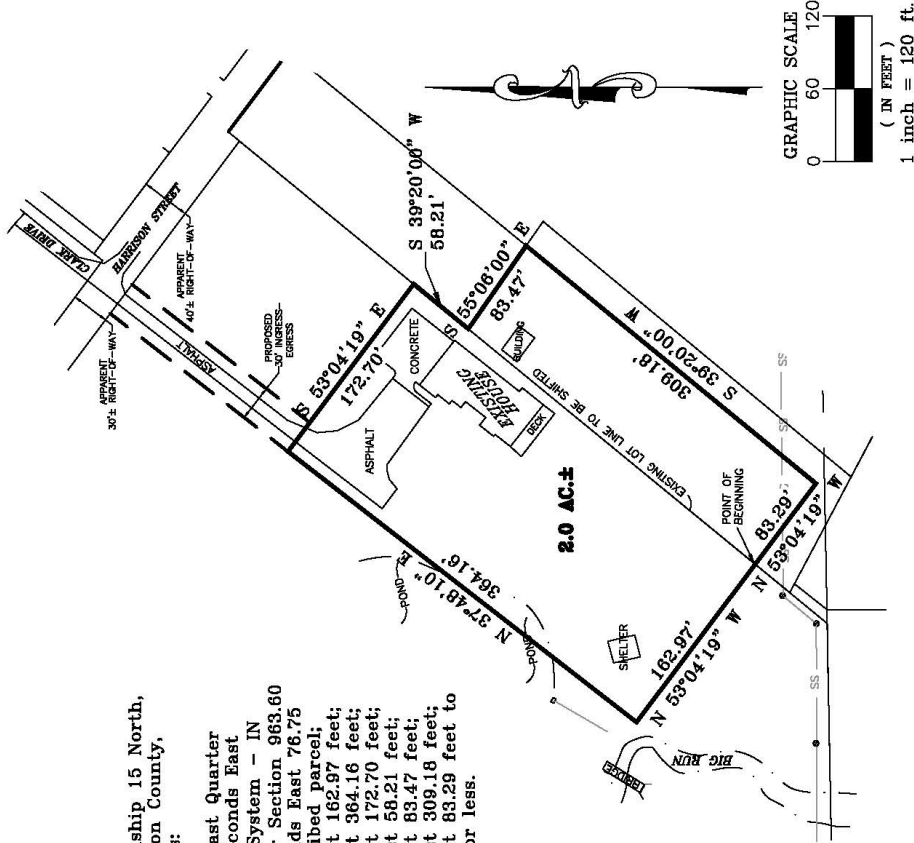 ship 15 North,
on County,
s:
ast Quarter
conds East
System - IN
r Section 963.60
ds East 76.75
ibed parcel;
t 162.97 feet;
t 364.16 feet;
t 172.70 feet;
t 58.21 feet;
t 83.47 feet;
t 309.18 feet;
t 83.29 feet to
or less.
CLARK DRIVE
HARRISON STREET
APPARENT
30'± RIGHT-OF-WAY
APPARENT
40'± RIGHT-OF-WAY
ASPHALT
PROPOSED
30' INGRESS-
EGRESS
S 53°04'19" E
172.70'
S 39°20'00" W
58.21'
CONCRETE
ASPHALT
EXISTING
HOUSE
DECK
S 55°06'00" E
83.47'
BUILDING
N 37°48'10" E
364.16'
POND
POND
2.0 AC.±
EXISTING LOT LINE TO BE SHIFTED
309.18'
S 39°20'00" W
SHELTER
POINT OF
BEGINNING
162.97'
N 53°04'19" W
83.29'
N 53°04'19" W
BRIDGE
BIG RUN
SS
SS
SS
N
GRAPHIC SCALE
0 60 120
( IN FEET )
1 inch = 120 ft.